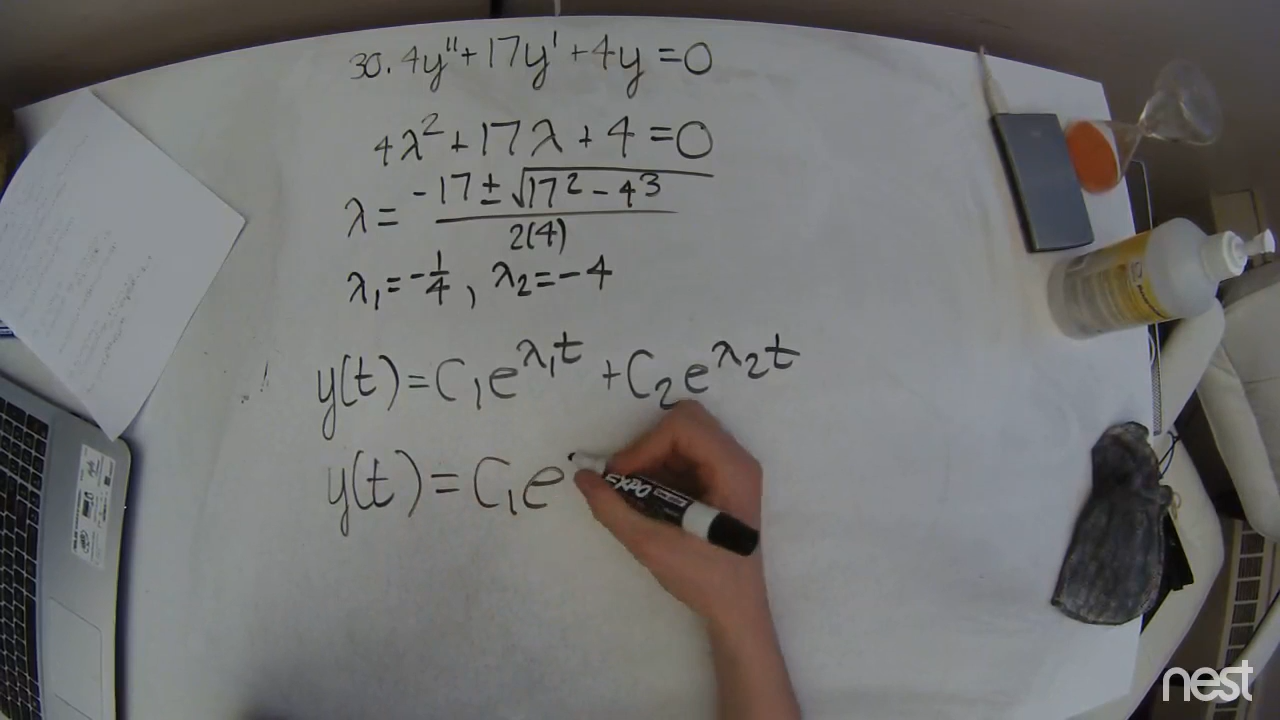 30. 4y'' + 17y' + 4y = 0
4λ² + 17λ + 4 = 0
λ = -17 ± √17² - 4³
2(4)
λ₁ = -1/4, λ₂ = -4
y(t) = C₁e^λ₁t + C₂e^λ₂t
y(t) = C₁e
EXPO
nest